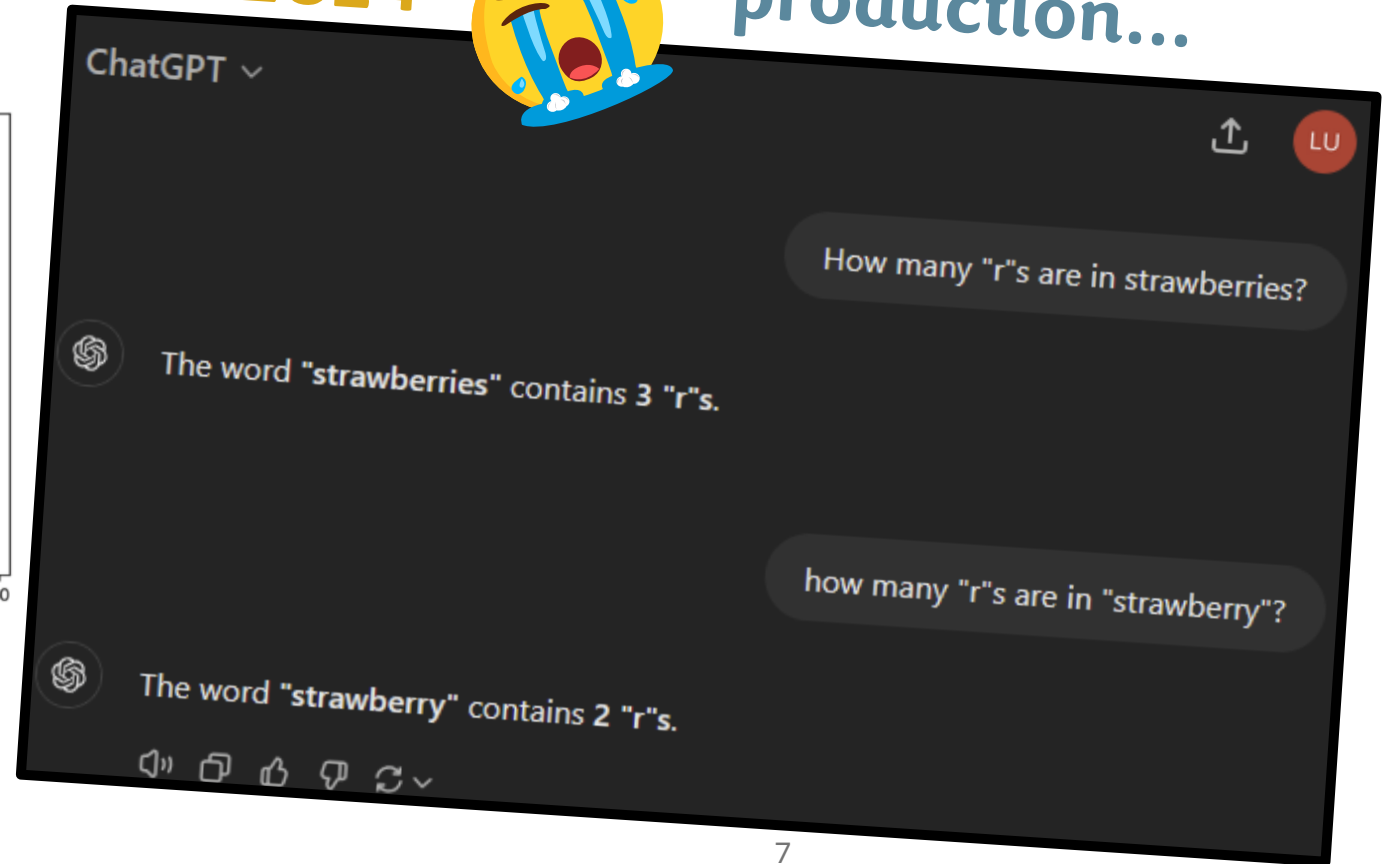 production...
ChatGPT
LU
How many "r"s are in strawberries?
The word "strawberries" contains 3 "r"s.
how many "r"s are in "strawberry"?
The word "strawberry" contains 2 "r"s.
7